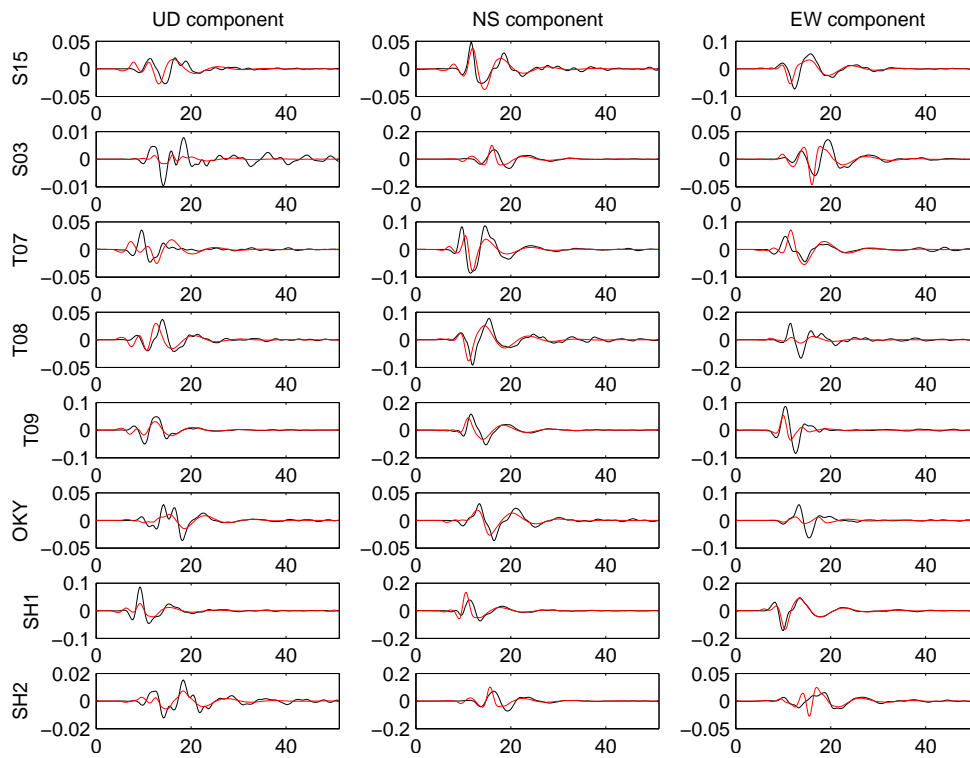 UD component NS component EW component
S15
0.05 0.05 0.1
0 0 0
−0.05 −0.05 −0.1
0 20 40 0 20 40 0 20 40
S03
0.01 0.2 0.05
0 0 0
−0.01 −0.2 −0.05
0 20 40 0 20 40 0 20 40
T07
0.05 0.1 0.1
0 0 0
−0.05 −0.1 −0.1
0 20 40 0 20 40 0 20 40
T08
0.05 0.1 0.2
0 0 0
−0.05 −0.1 −0.2
0 20 40 0 20 40 0 20 40
T09
0.1 0.2 0.1
0 0 0
−0.1 −0.2 −0.1
0 20 40 0 20 40 0 20 40
OKY
0.05 0.05 0.1
0 0 0
−0.05 −0.05 −0.1
0 20 40 0 20 40 0 20 40
SH1
0.1 0.2 0.2
0 0 0
−0.1 −0.2 −0.2
0 20 40 0 20 40 0 20 40
SH2
0.02 0.2 0.05
0 0 0
−0.02 −0.2 −0.05
0 20 40 0 20 40 0 20 40